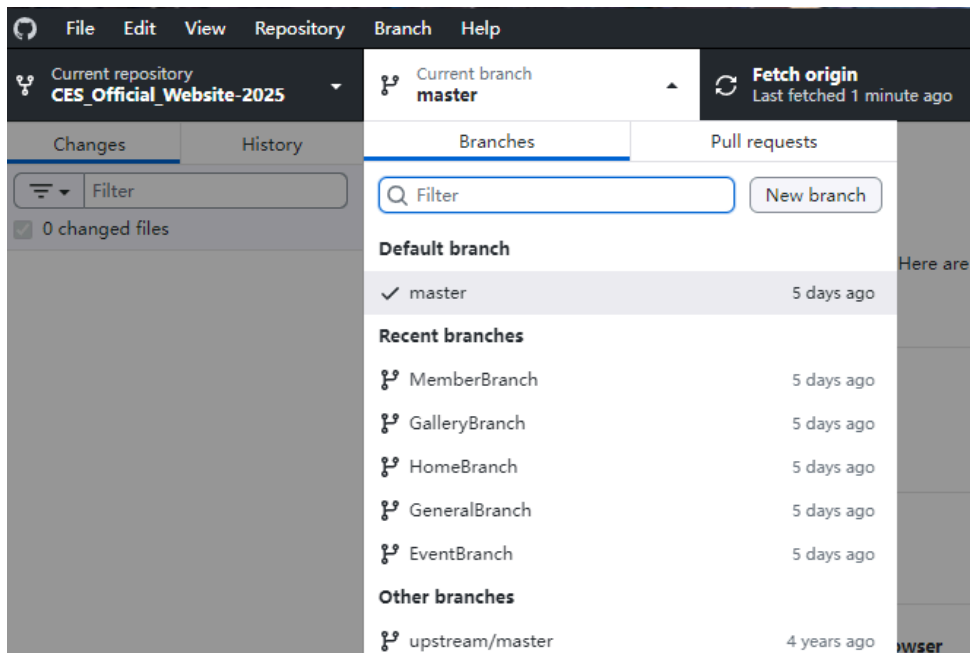 File Edit View Repository Branch Help
Current repository
CES_Official_Website-2025
Current branch
master
Fetch origin
Last fetched 1 minute ago
Changes History
Branches Pull requests
Filter
Filter New branch
0 changed files
Default branch
Here are
master 5 days ago
Recent branches
MemberBranch 5 days ago
GalleryBranch 5 days ago
HomeBranch 5 days ago
GeneralBranch 5 days ago
EventBranch 5 days ago
Other branches
upstream/master 4 years ago
owser